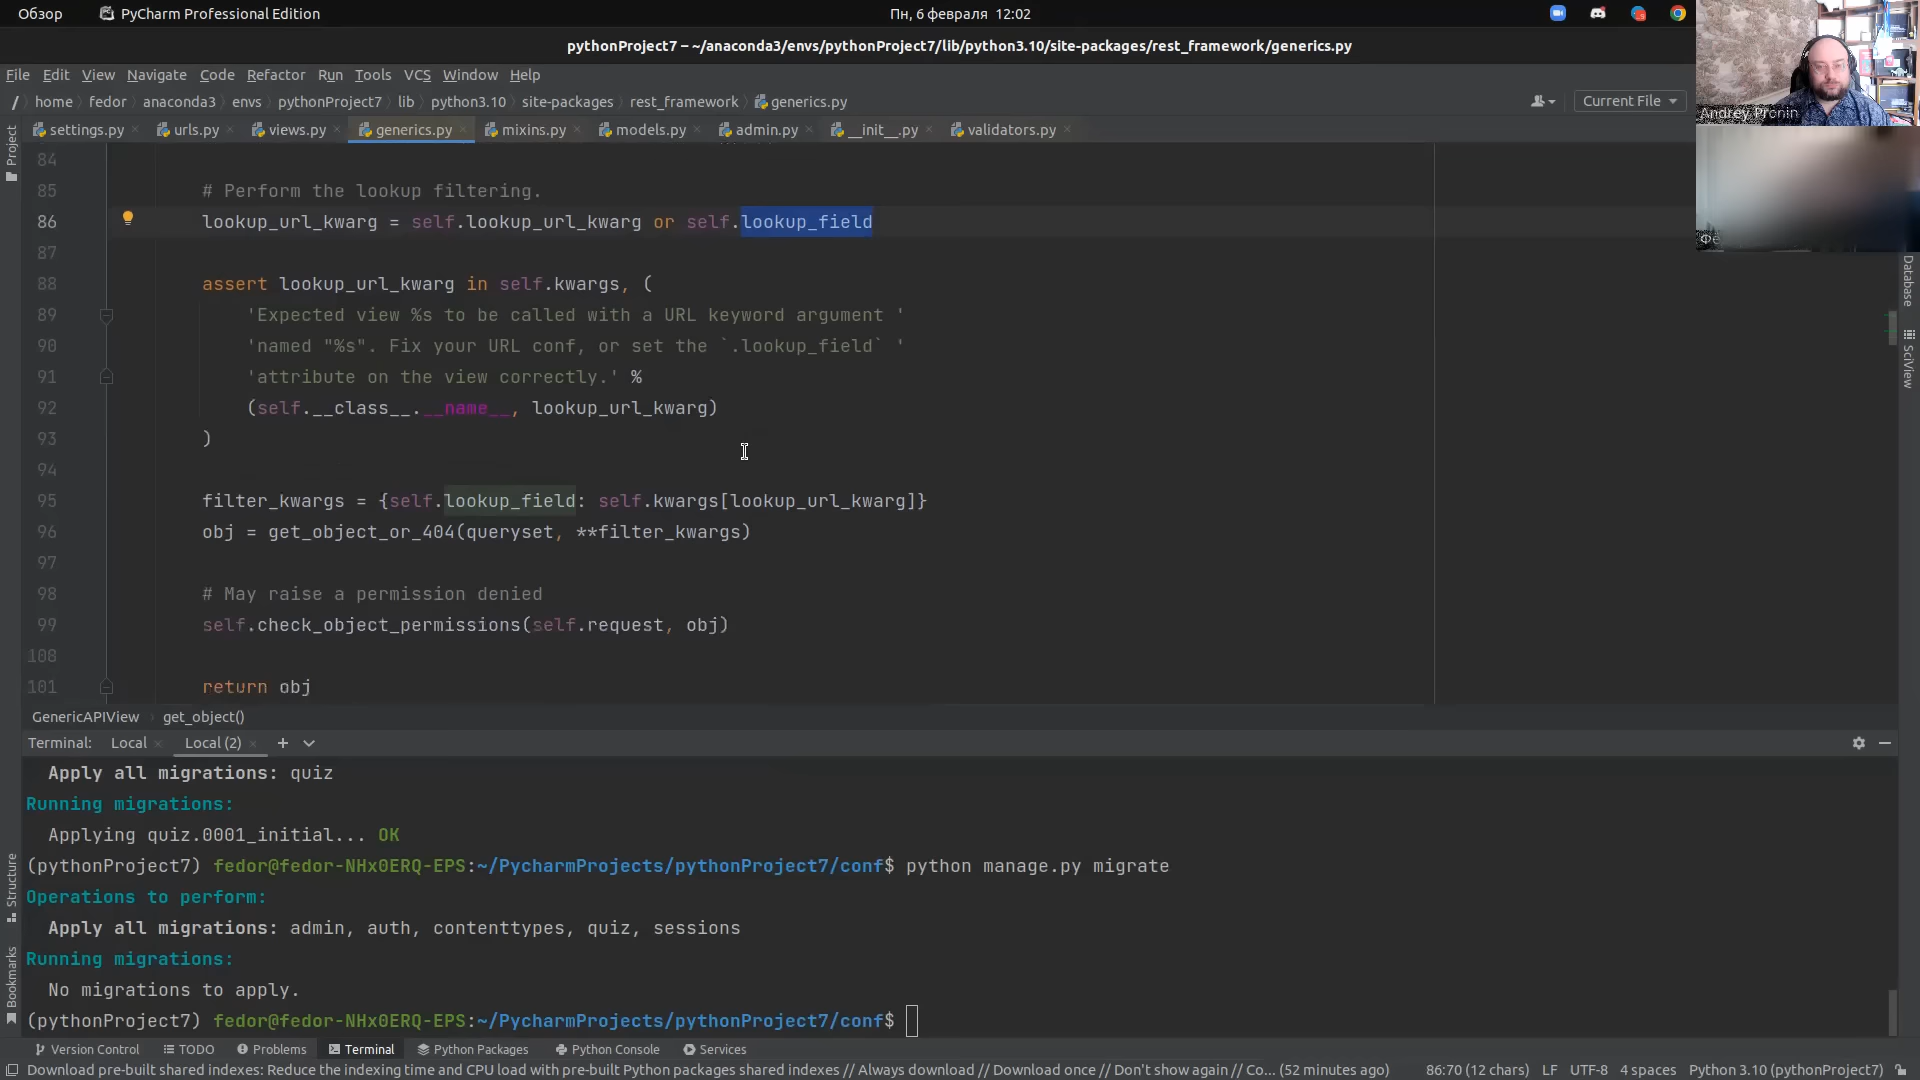 Обзор
PyCharm Professional Edition
Пн, 6 февраля 12:02
pythonProject7 – ~/anaconda3/envs/pythonProject7/lib/python3.10/site-packages/rest_framework/generics.py
File Edit View Navigate Code Refactor Run Tools VCS Window Help
/ home fedor anaconda3 envs pythonProject7 lib python3.10 site-packages rest_framework generics.py
Current File
Andrey Pronin
settings.py urls.py views.py generics.py mixins.py models.py admin.py __init__.py validators.py
Project
84
85 # Perform the lookup filtering.
86 lookup_url_kwarg = self.lookup_url_kwarg or self.lookup_field
87
88 assert lookup_url_kwarg in self.kwargs, (
89 'Expected view %s to be called with a URL keyword argument '
90 'named "%s". Fix your URL conf, or set the `.lookup_field` '
91 'attribute on the view correctly.' %
92 (self.__class__.__name__, lookup_url_kwarg)
93 )
94
95 filter_kwargs = {self.lookup_field: self.kwargs[lookup_url_kwarg]}
96 obj = get_object_or_404(queryset, **filter_kwargs)
97
98 # May raise a permission denied
99 self.check_object_permissions(self.request, obj)
100
101 return obj
Database
SciView
GenericAPIView get_object()
Terminal: Local Local (2)
Apply all migrations: quiz
Running migrations:
Applying quiz.0001_initial... OK
(pythonProject7) fedor@fedor-NHx0ERQ-EPS:~/PycharmProjects/pythonProject7/conf$ python manage.py migrate
Operations to perform:
Apply all migrations: admin, auth, contenttypes, quiz, sessions
Running migrations:
No migrations to apply.
(pythonProject7) fedor@fedor-NHx0ERQ-EPS:~/PycharmProjects/pythonProject7/conf$
Structure
Bookmarks
Version Control TODO Problems Terminal Python Packages Python Console Services
Download pre-built shared indexes: Reduce the indexing time and CPU load with pre-built Python packages shared indexes // Always download // Download once // Don't show again // Co... (52 minutes ago)
86:70 (12 chars) LF UTF-8 4 spaces Python 3.10 (pythonProject7)